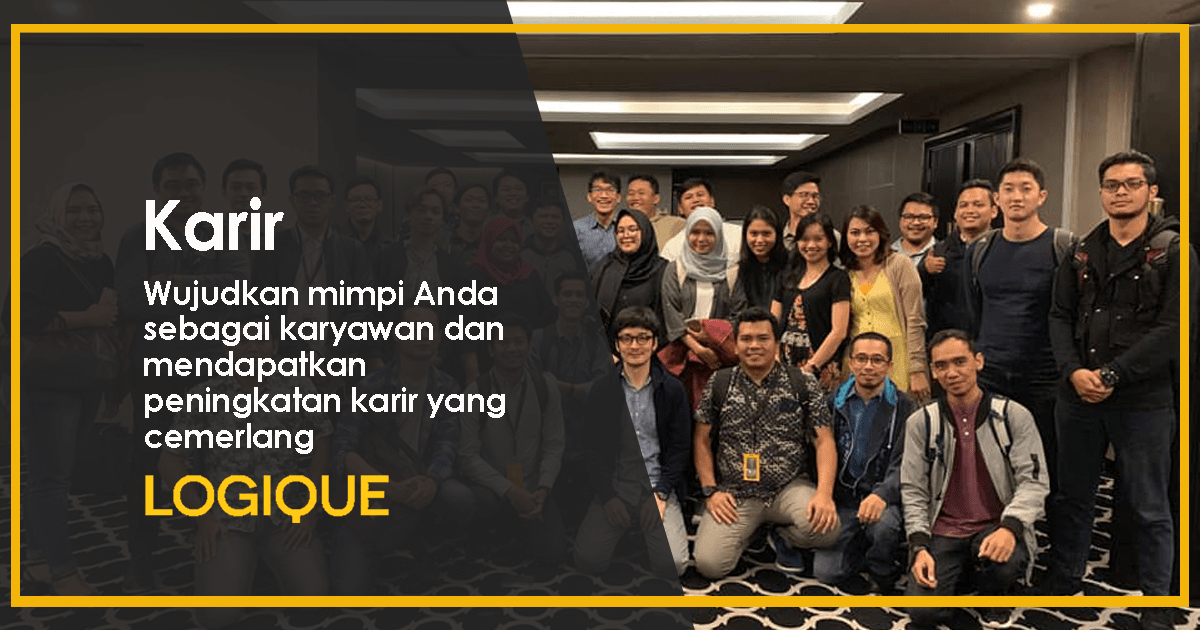 Karir
Wujudkan mimpi Anda
sebagai karyawan dan
mendapatkan
peningkatan karir yang
cemerlang
LOGIQUE